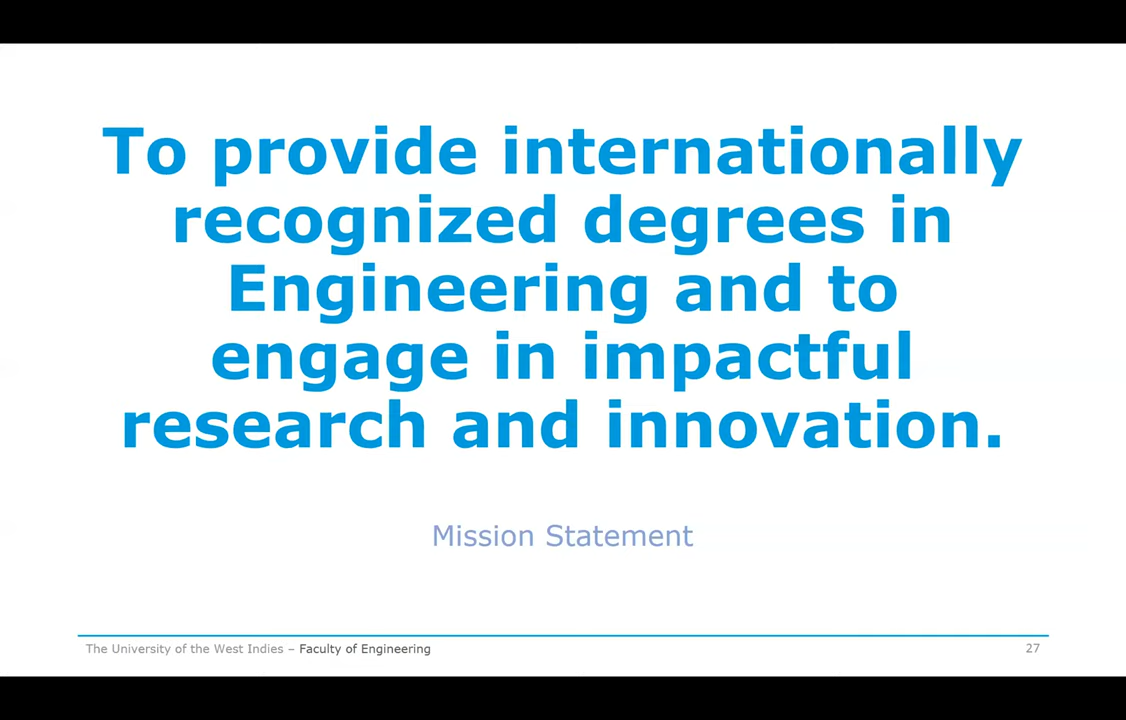 To provide internationally
recognized degrees in
Engineering and to
engage in impactful
research and innovation.
Mission Statement
The University of the West Indies – Faculty of Engineering
27